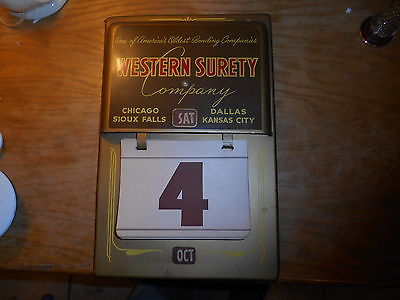 One of America's Oldest Bonding Companies
WESTERN SURETY
Company
CHICAGO DALLAS
SIOUX FALLS KANSAS CITY
SAT
4
OCT